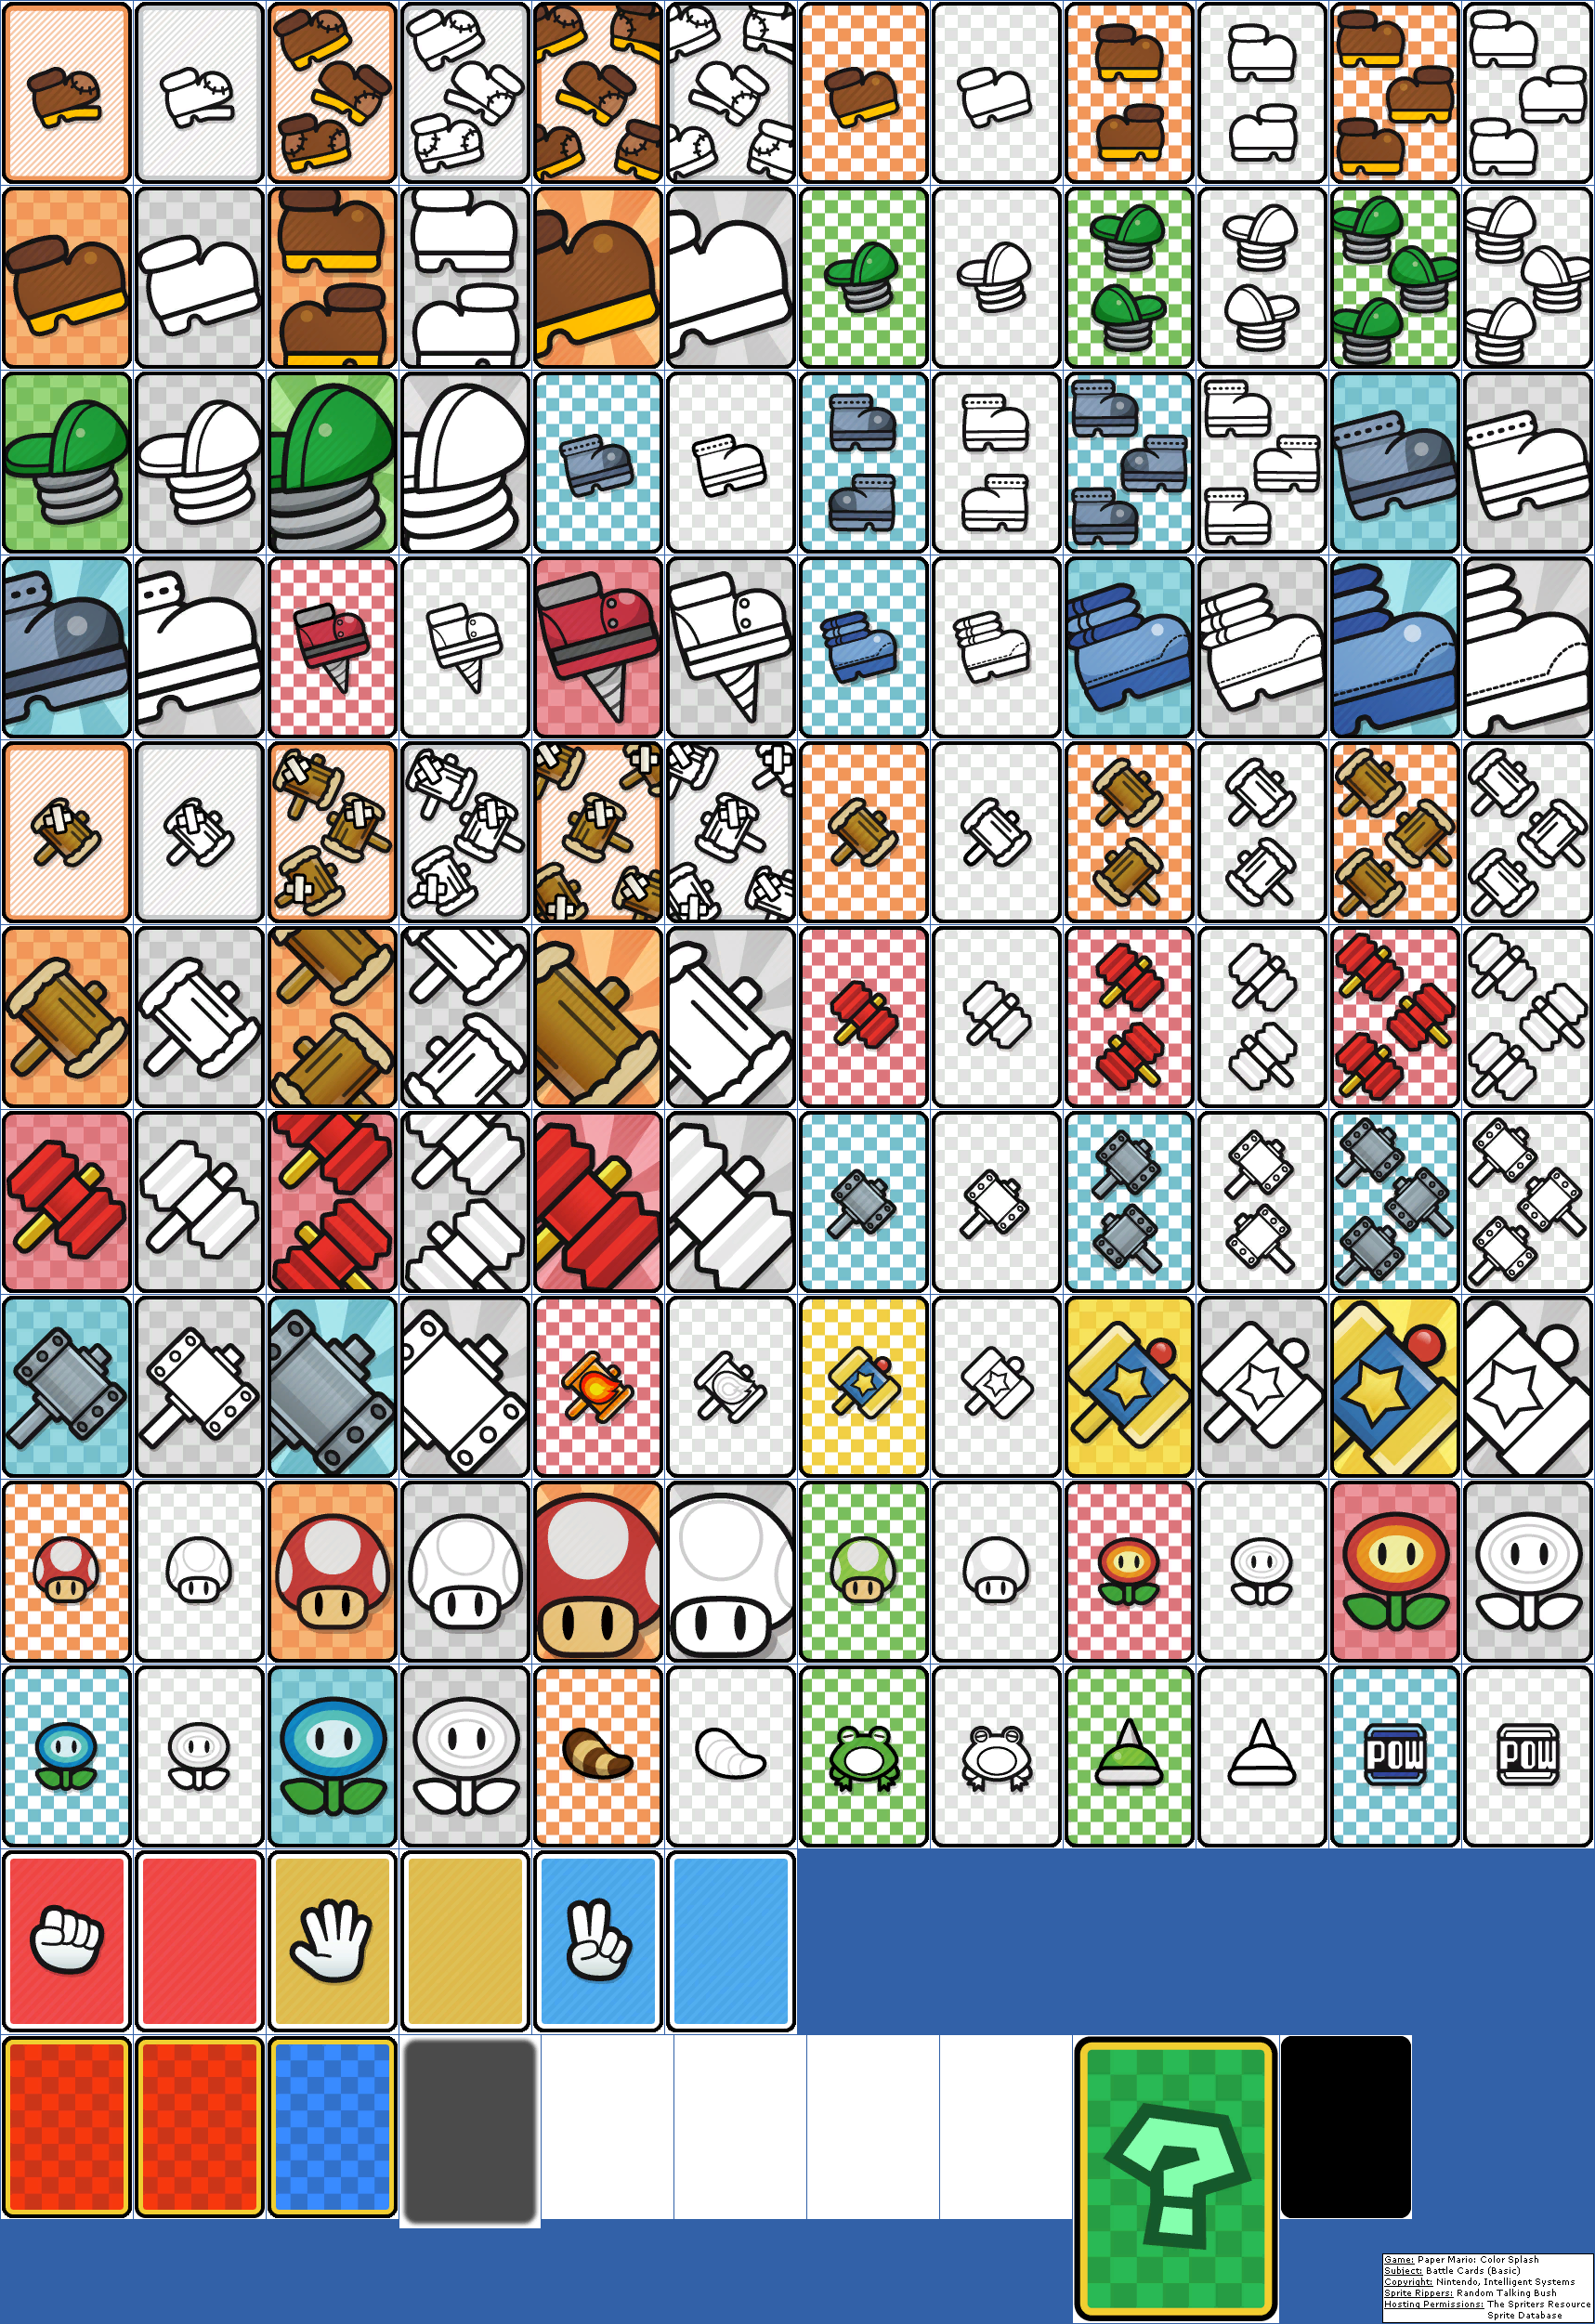 POW
POW
?
Game: Paper Mario: Color Splash
Subject: Battle Cards (Basic)
Copyright: Nintendo, Intelligent Systems
Sprite Rippers: Random Talking Bush
Hosting Permissions: The Spriters Resource
Sprite Database